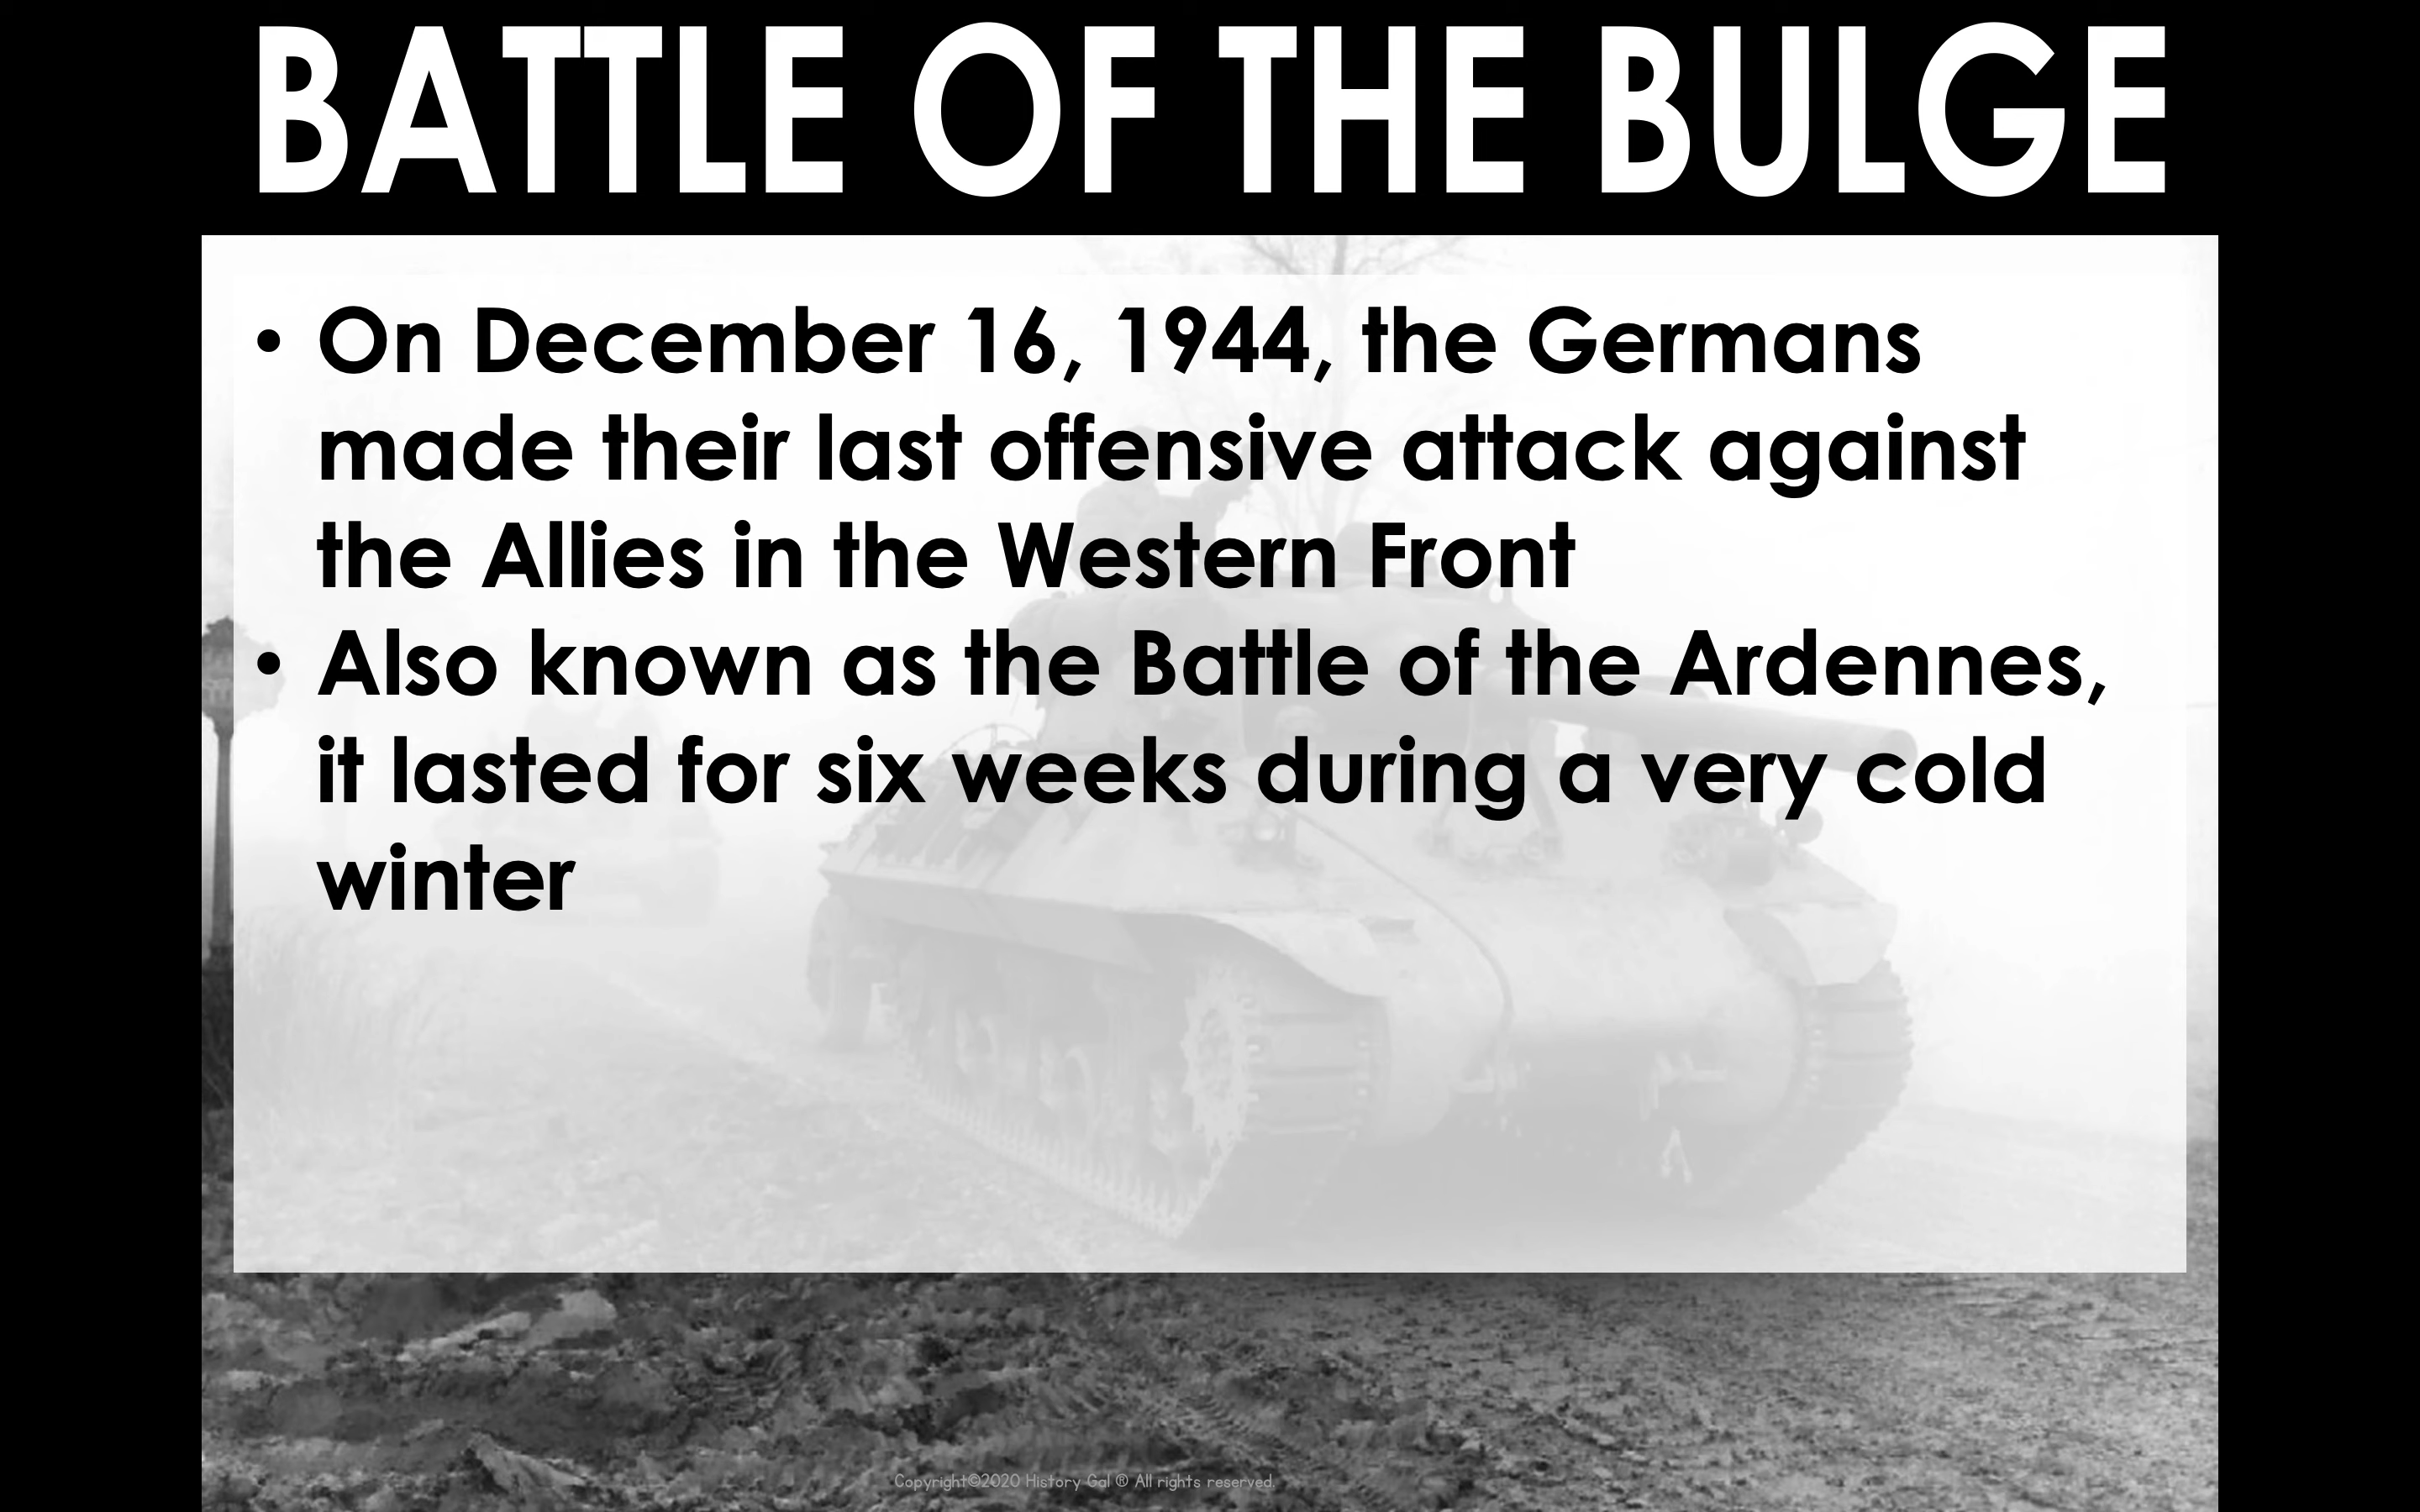 BATTLE OF THE BULGE
• On December 16, 1944, the Germans
made their last offensive attack against
the Allies in the Western Front
• Also known as the Battle of the Ardennes,
it lasted for six weeks during a very cold
winter
Copyright©2020 History Gal ® All rights reserved.